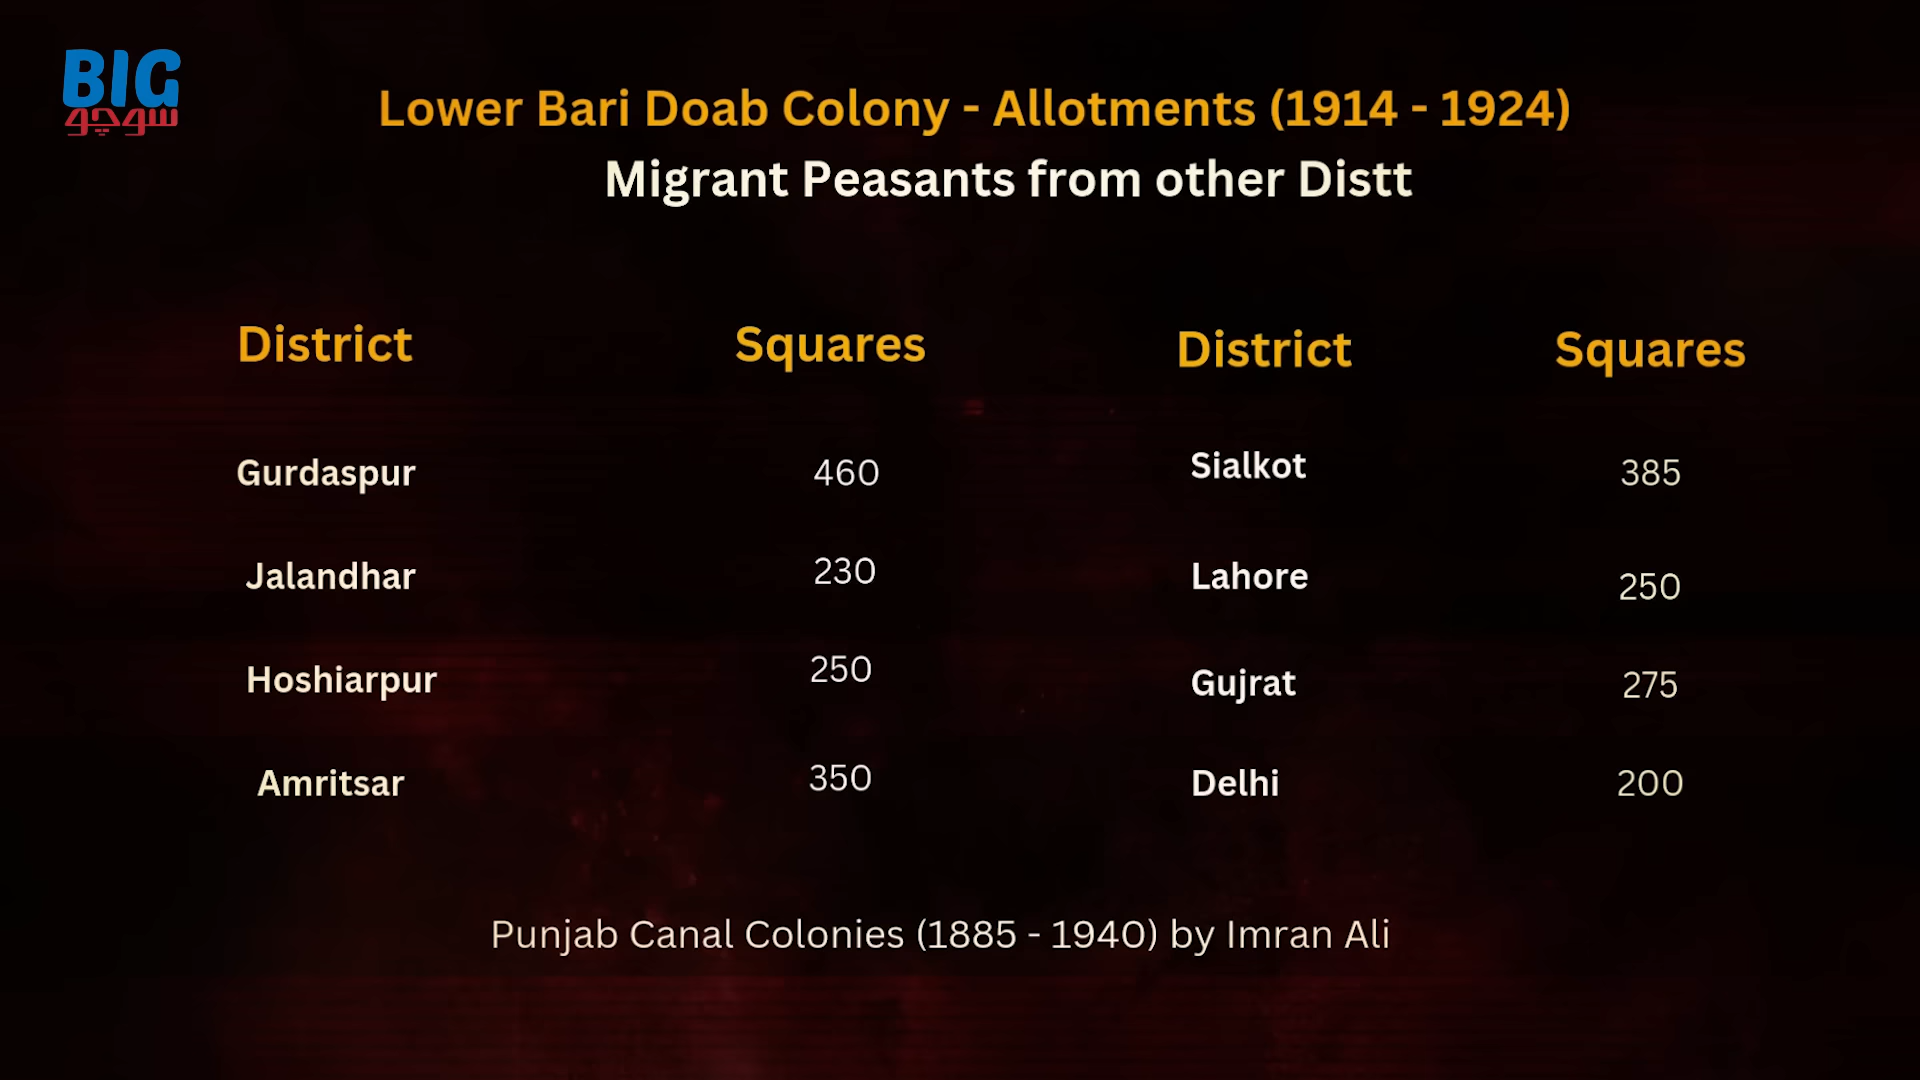 BIG
سوچو
Lower Bari Doab Colony - Allotments (1914 - 1924)
Migrant Peasants from other Distt
District Squares District Squares
Gurdaspur 460 Sialkot 385
Jalandhar 230 Lahore 250
Hoshiarpur 250 Gujrat 275
Amritsar 350 Delhi 200
Punjab Canal Colonies (1885 - 1940) by Imran Ali